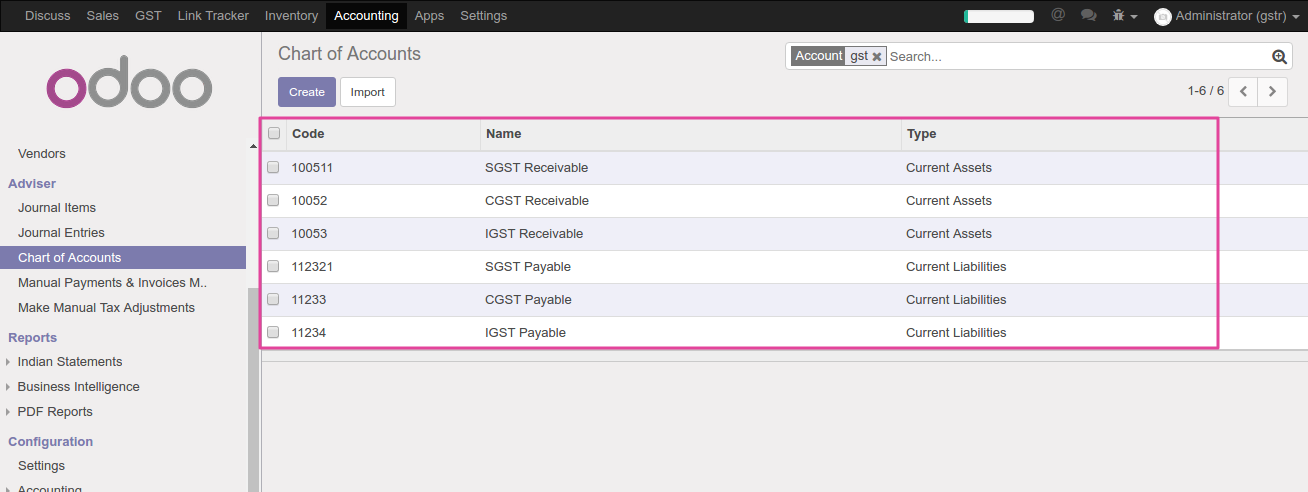 Discuss Sales GST Link Tracker Inventory Accounting Apps Settings @ Administrator (gstr)
odoo
Chart of Accounts
Account gst Search...
Create Import
1-6 / 6
Vendors
Adviser
Journal Items
Journal Entries
Chart of Accounts
Manual Payments & Invoices M..
Make Manual Tax Adjustments
Reports
Indian Statements
Business Intelligence
PDF Reports
Configuration
Settings
Accounting
Code Name Type
100511 SGST Receivable Current Assets
10052 CGST Receivable Current Assets
10053 IGST Receivable Current Assets
112321 SGST Payable Current Liabilities
11233 CGST Payable Current Liabilities
11234 IGST Payable Current Liabilities